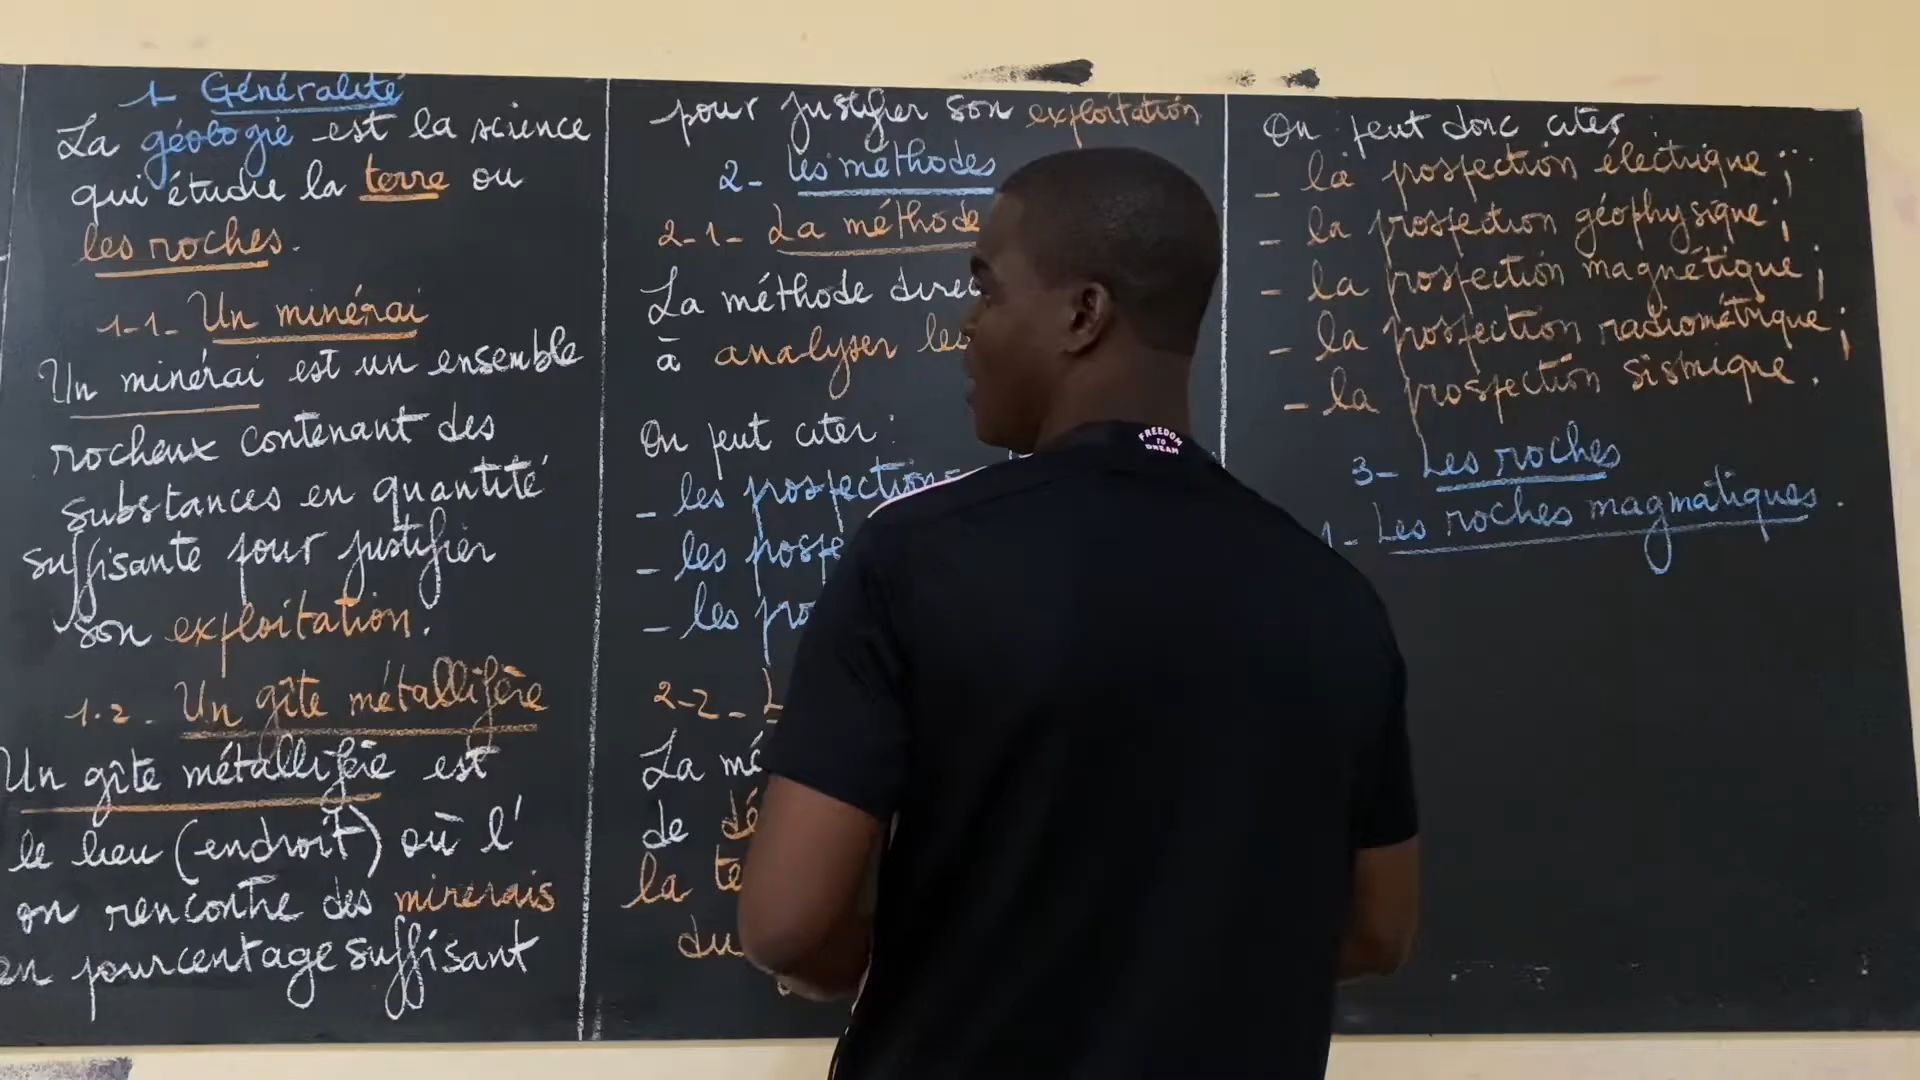 1- Généralité
La géologie est la science
qui étudie la terre ou
les roches.
1-1- Un minérai
Un minérai est un ensemble
rocheux contenant des
substances en quantité
suffisante pour justifier
son exploitation.
1.2- Un gîte métallifère
Un gîte métallifère est
le lieu (endroit) où l'
on rencontre des minerais
en pourcentage suffisant
pour justifier son exploitation
2- Les méthodes
2-1- La méthode
La méthode
à analyser les
On peut citer :
- les prospection
- les
- les
2-2-
La
de
la
du
On peut donc citer
- la prospection électrique ;
- la prospection géophysique ;
- la prospection magnétique ;
- la prospection radiométrique ;
- la prospection sismique.
3- Les roches
1- Les roches magmatiques.
FREEDOM
TO
DREAM